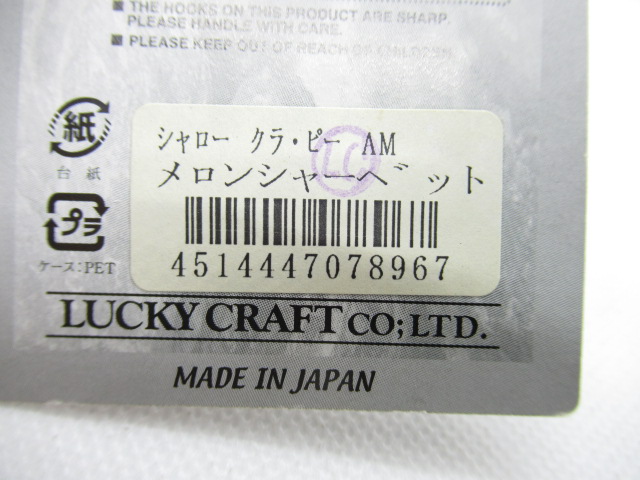 THE HOOKS ON THIS PRODUCT ARE SHARP.
PLEASE HANDLE WITH CARE.
PLEASE KEEP OUT OF REACH OF CHILDREN.
紙
台紙
プラ
ケース:PET
シャロー クラ・ピー AM
LC
メロンシャーベット
4514447078967
LUCKY CRAFT CO;LTD.
MADE IN JAPAN